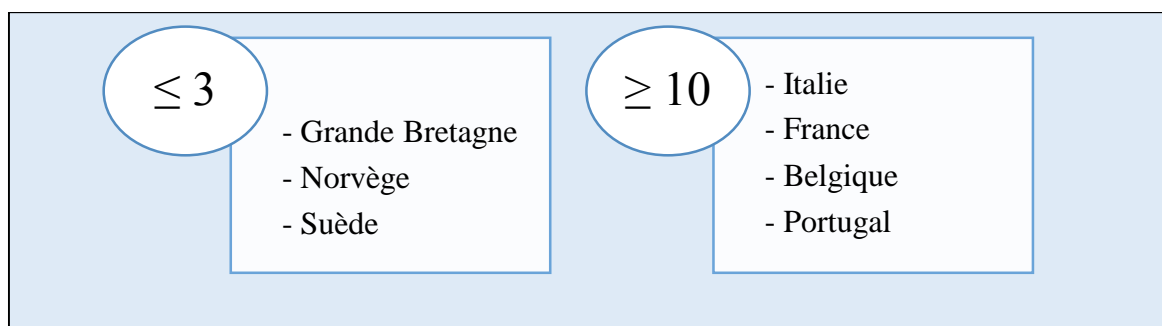 ≤ 3
- Grande Bretagne
- Norvège
- Suède
≥ 10
- Italie
- France
- Belgique
- Portugal